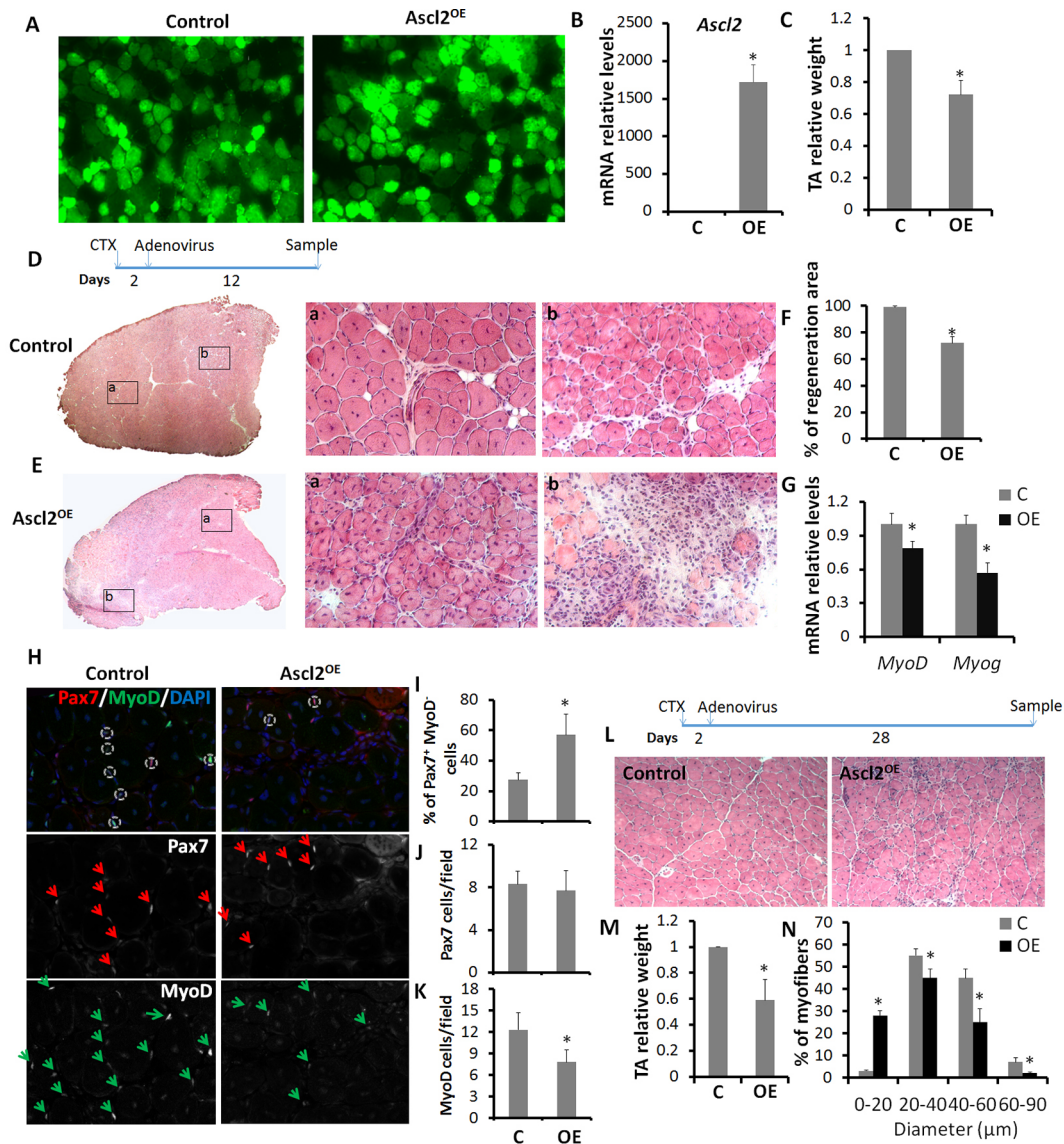 A
Control
Ascl2OE
B
Ascl2
mRNA relative levels
2500
2000
1500
1000
500
0
*
C OE
C
TA relative weight
1.2
1
0.8
0.6
0.4
0.2
0
*
C OE
D
CTX Adenovirus Sample
Days 2 12
Control
a
b
a
b
E
Ascl2OE
a
b
a
b
F
% of regeneration area
100
80
60
40
20
0
*
C OE
G
mRNA relative levels
1.2
0.9
0.6
0.3
0
C
OE
*
*
MyoD Myog
H
Control
Ascl2OE
Pax7/MyoD/DAPI
Pax7
MyoD
I
% of Pax7+ MyoD-
cells
80
60
40
20
0
*
J
Pax7 cells/field
12
8
4
0
K
MyoD cells/field
18
15
12
9
6
3
0
*
C OE
L
CTX Adenovirus Sample
Days 2 28
Control
Ascl2OE
M
TA relative weight
1.2
1
0.8
0.6
0.4
0.2
0
*
C OE
N
% of myofibers
70
60
50
40
30
20
10
0
C
OE
*
*
*
*
0-20 20-40 40-60 60-90
Diameter (µm)